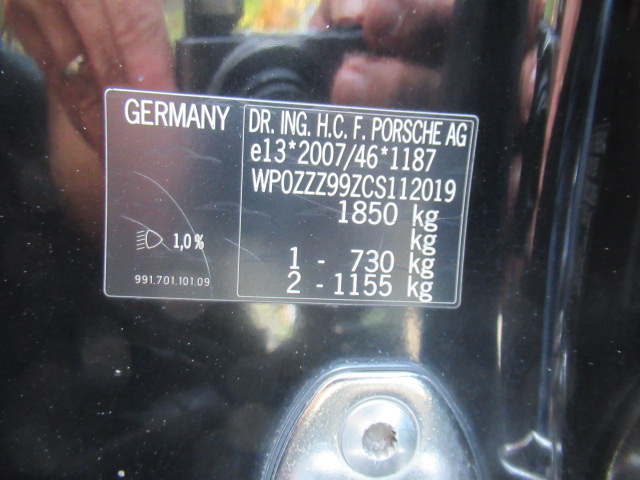 GERMANY
1,0%
991.701.101.09
DR. ING. H.C. F. PORSCHE AG
e13*2007/46*1187
WP0ZZZ99ZCS112019
1850 kg
kg
1 - 730 kg
2 - 1155 kg